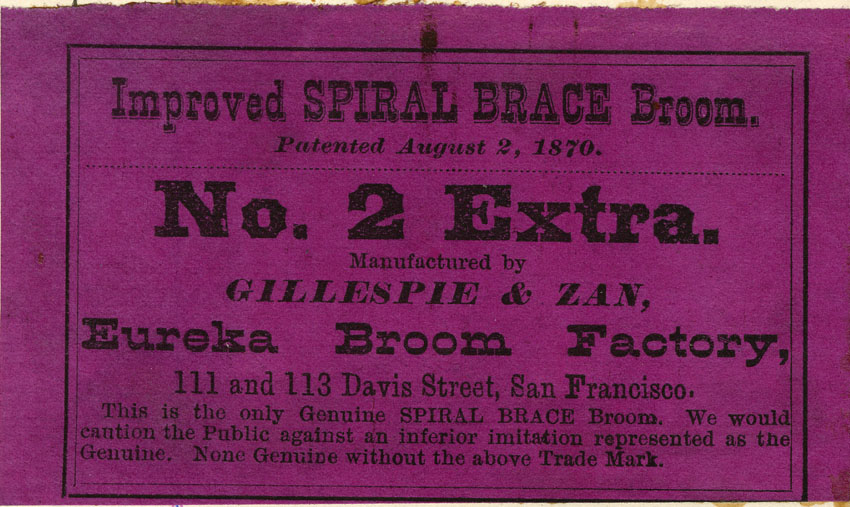 Improved SPIRAL BRACE Broom.
Patented August 2, 1870.
No. 2 Extra.
Manufactured by
GILLESPIE & ZAN,
Eureka Broom Factory,
111 and 113 Davis Street, San Francisco.
This is the only Genuine SPIRAL BRACE Broom. We would
caution the Public against an inferior imitation represented as the
Genuine. None Genuine without the above Trade Mark.